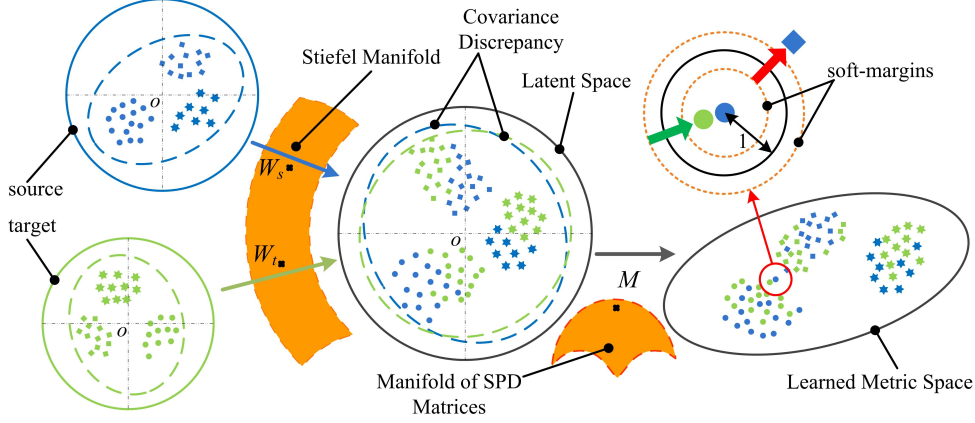 Covariance
Discrepancy
Stiefel Manifold
Latent Space
soft-margins
o
W_s
1
source
target
W_t
o
o
M
Manifold of SPD
Matrices
Learned Metric Space